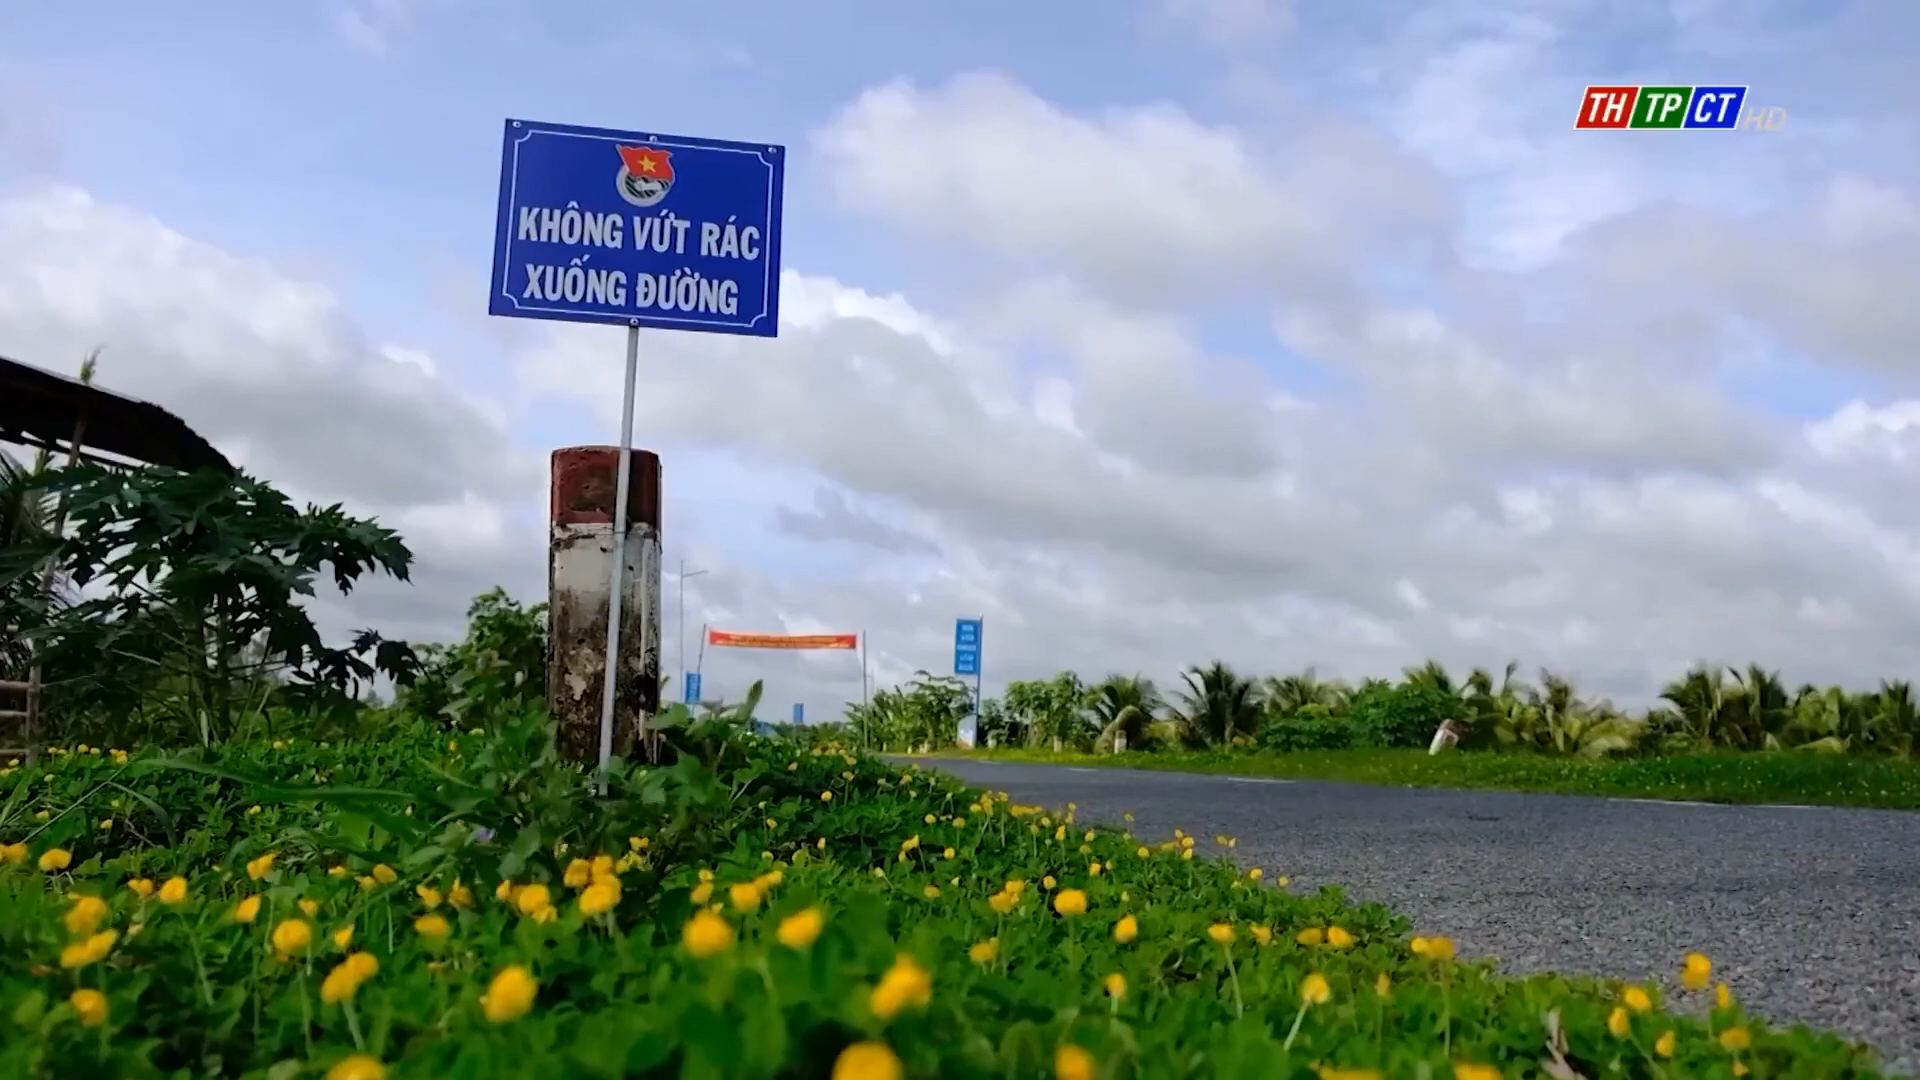 THTPCT HD
KHÔNG VỨT RÁC
XUỐNG ĐƯỜNG